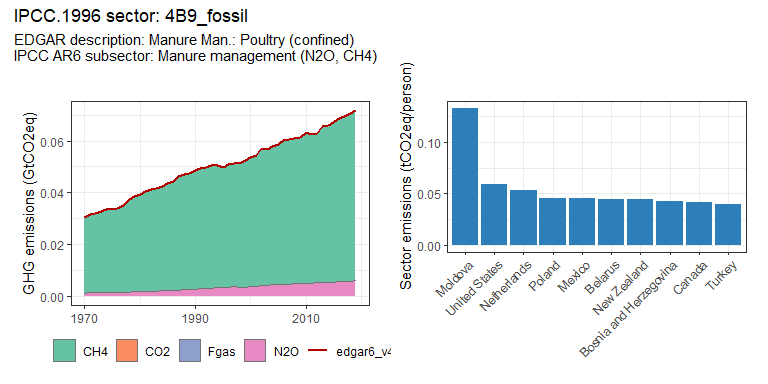 IPCC.1996 sector: 4B9_fossil
EDGAR description: Manure Man.: Poultry (confined)
IPCC AR6 subsector: Manure management (N2O, CH4)
GHG emissions (GtCO2eq)
0.06
0.04
0.02
0.00
1970
1990
2010
CH4
CO2
Fgas
N2O
edgar6_v4
Sector emissions (tCO2eq/person)
0.10
0.05
0.00
Moldova
United States
Netherlands
Poland
Mexico
Belarus
New Zealand
Bosnia and Herzegovina
Canada
Turkey